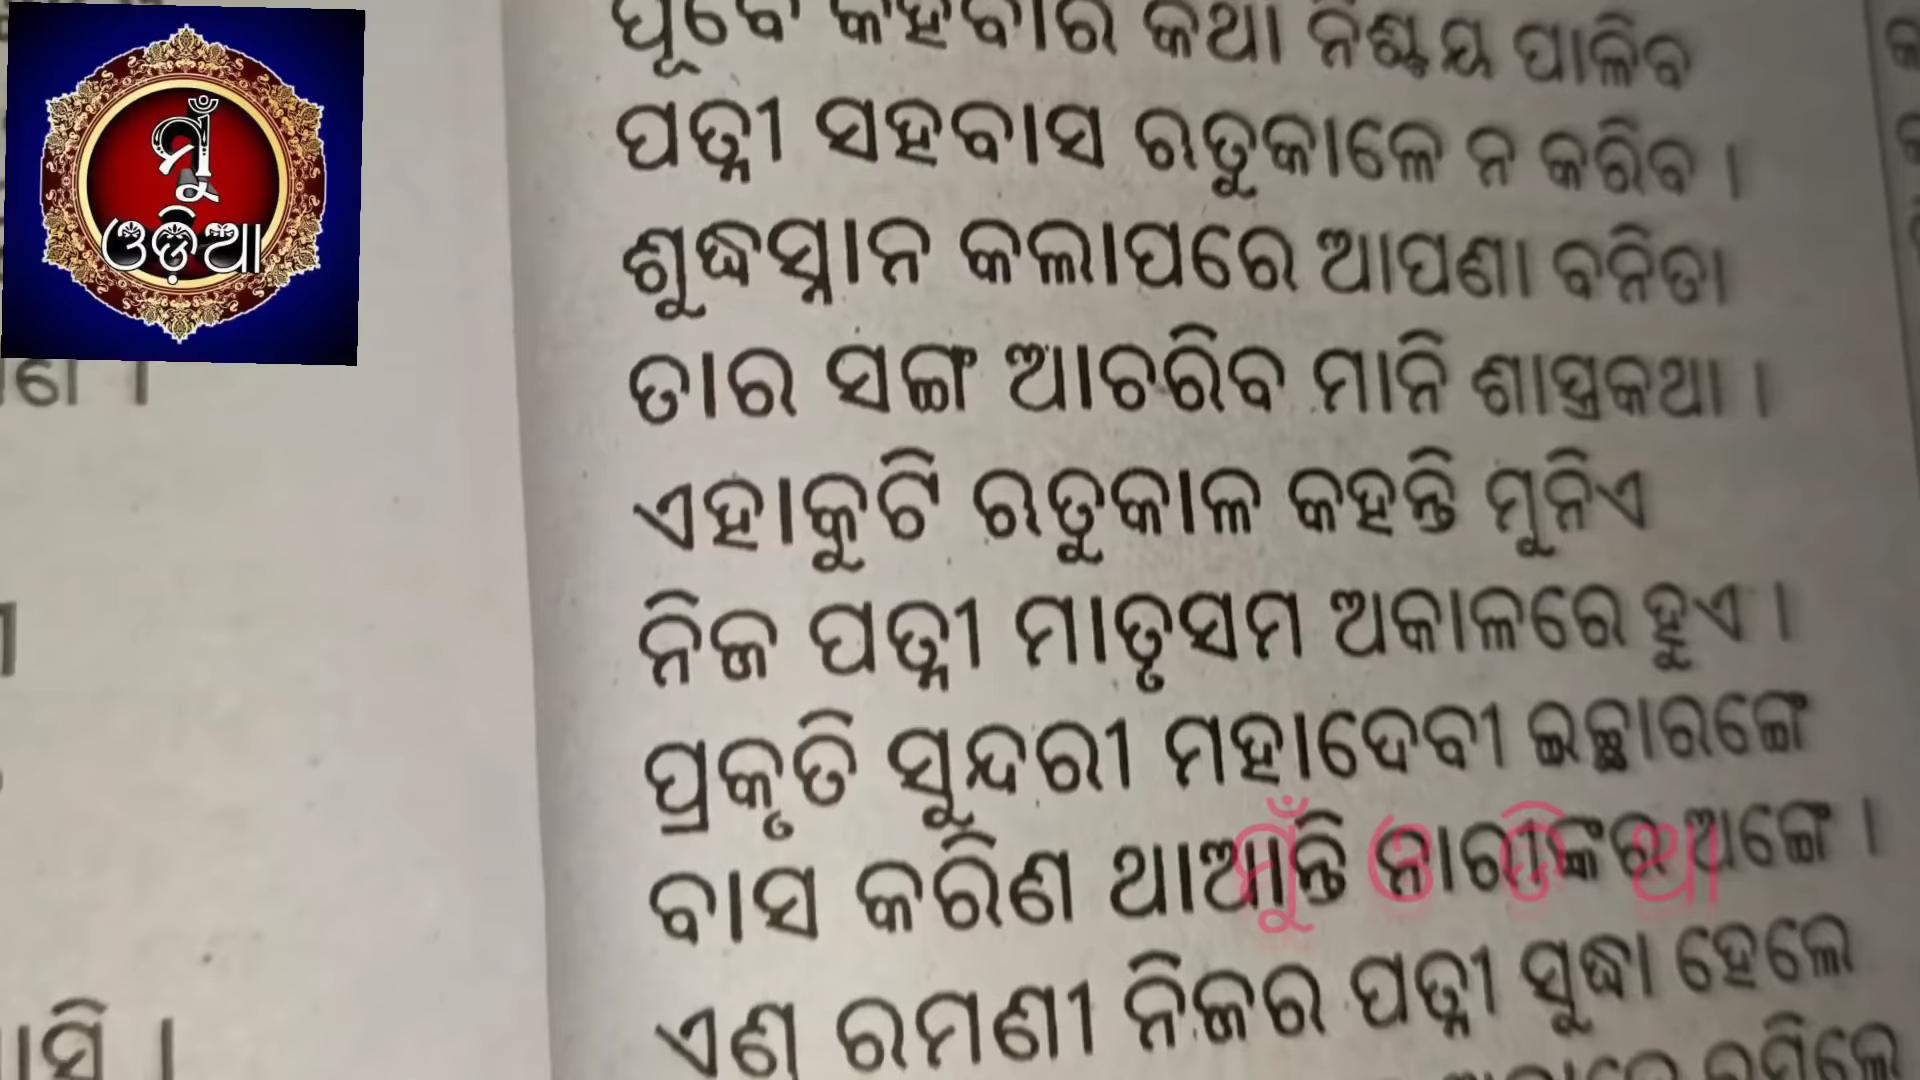 ମୁଁ
ଓଡ଼ିଆ
ପୂର୍ବେ କହିବାର କଥା ନିଶ୍ଚୟ ପାଳିବ
ପତ୍ନୀ ସହବାସ ଋତୁକାଳେ ନ କରିବ ।
ଶୁଦ୍ଧସ୍ନାନ କଲାପରେ ଆପଣା ବନିତା
ତାର ସଙ୍ଗ ଆଚରିବ ମାନି ଶାସ୍ତ୍ରକଥା ।
ଏହାକୁଟି ଋତୁକାଳ କହନ୍ତି ମୁନିଏ
ନିଜ ପତ୍ନୀ ମାତୃସମ ଅକାଳରେ ହୁଏ ।
ପ୍ରକୃତି ସୁନ୍ଦରୀ ମହାଦେବୀ ଇଚ୍ଛାରଙ୍ଗେ
ବାସ କରିଣ ଥାଆନ୍ତି ନାରୀଙ୍କର ଅଙ୍ଗେ ।
ମୁଁ ଓ ଡି ଆ
ଏଣୁ ରମଣୀ ନିଜର ପତ୍ନୀ ସୁଦ୍ଧା ହେଲେ